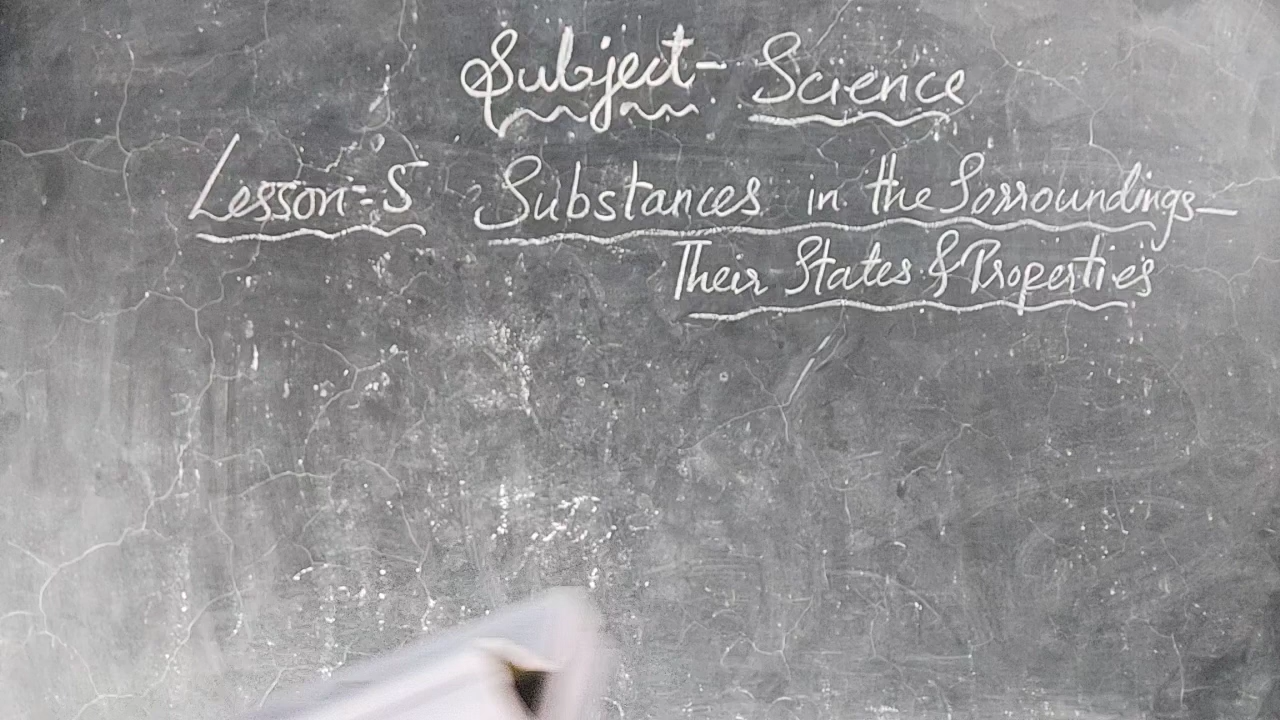 Subject- Science
Lesson-5 Substances in the Sorroundings-
Their States & Properties